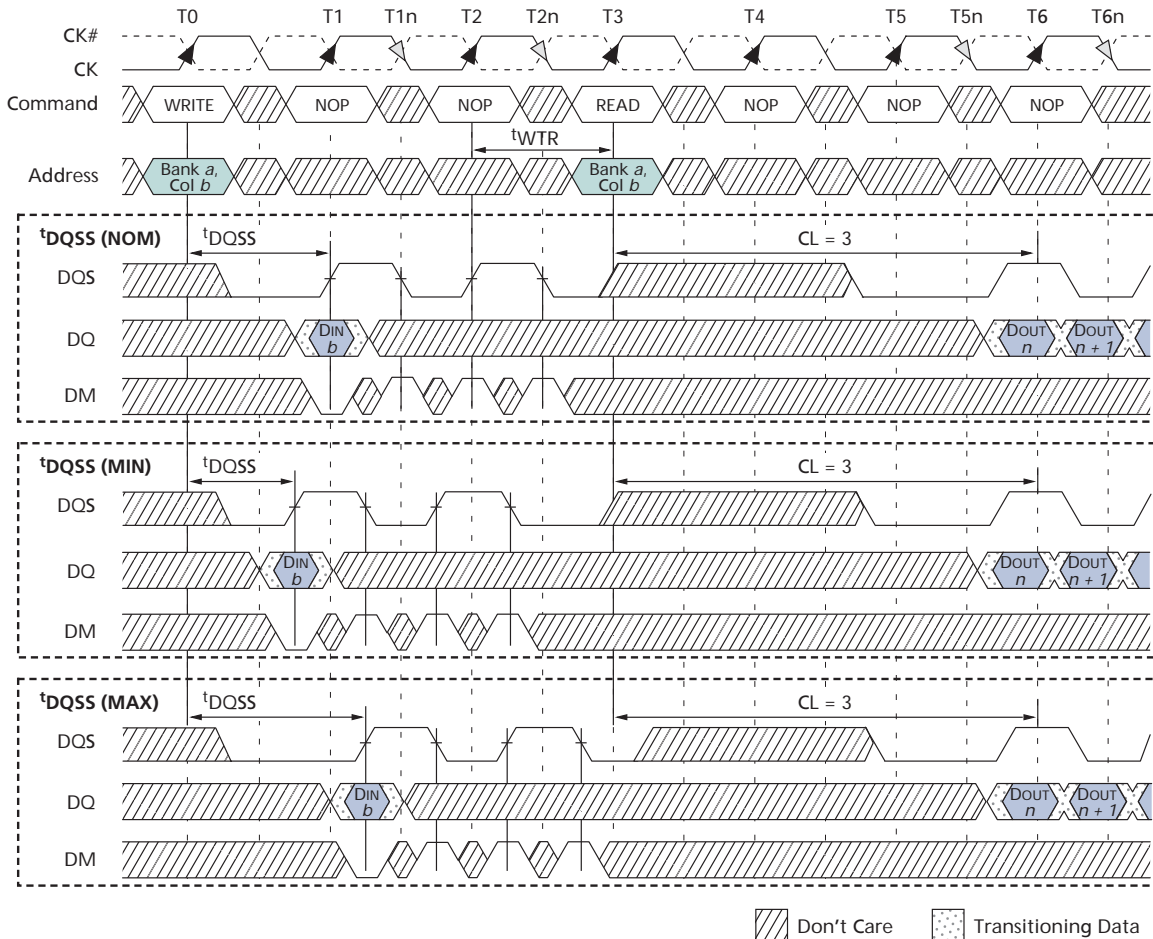 T0 T1 T1n T2 T2n T3 T4 T5 T5n T6 T6n
CK#
CK
Command WRITE NOP NOP READ NOP NOP NOP
tWTR
Address Bank a, Col b Bank a, Col b
tDQSS (NOM) tDQSS CL = 3
DQS
DQ DIN b DOUT n DOUT n + 1
DM
tDQSS (MIN) tDQSS CL = 3
DQS
DQ DIN b DOUT n DOUT n + 1
DM
tDQSS (MAX) tDQSS CL = 3
DQS
DQ DIN b DOUT n DOUT n + 1
DM
Don't Care Transitioning Data